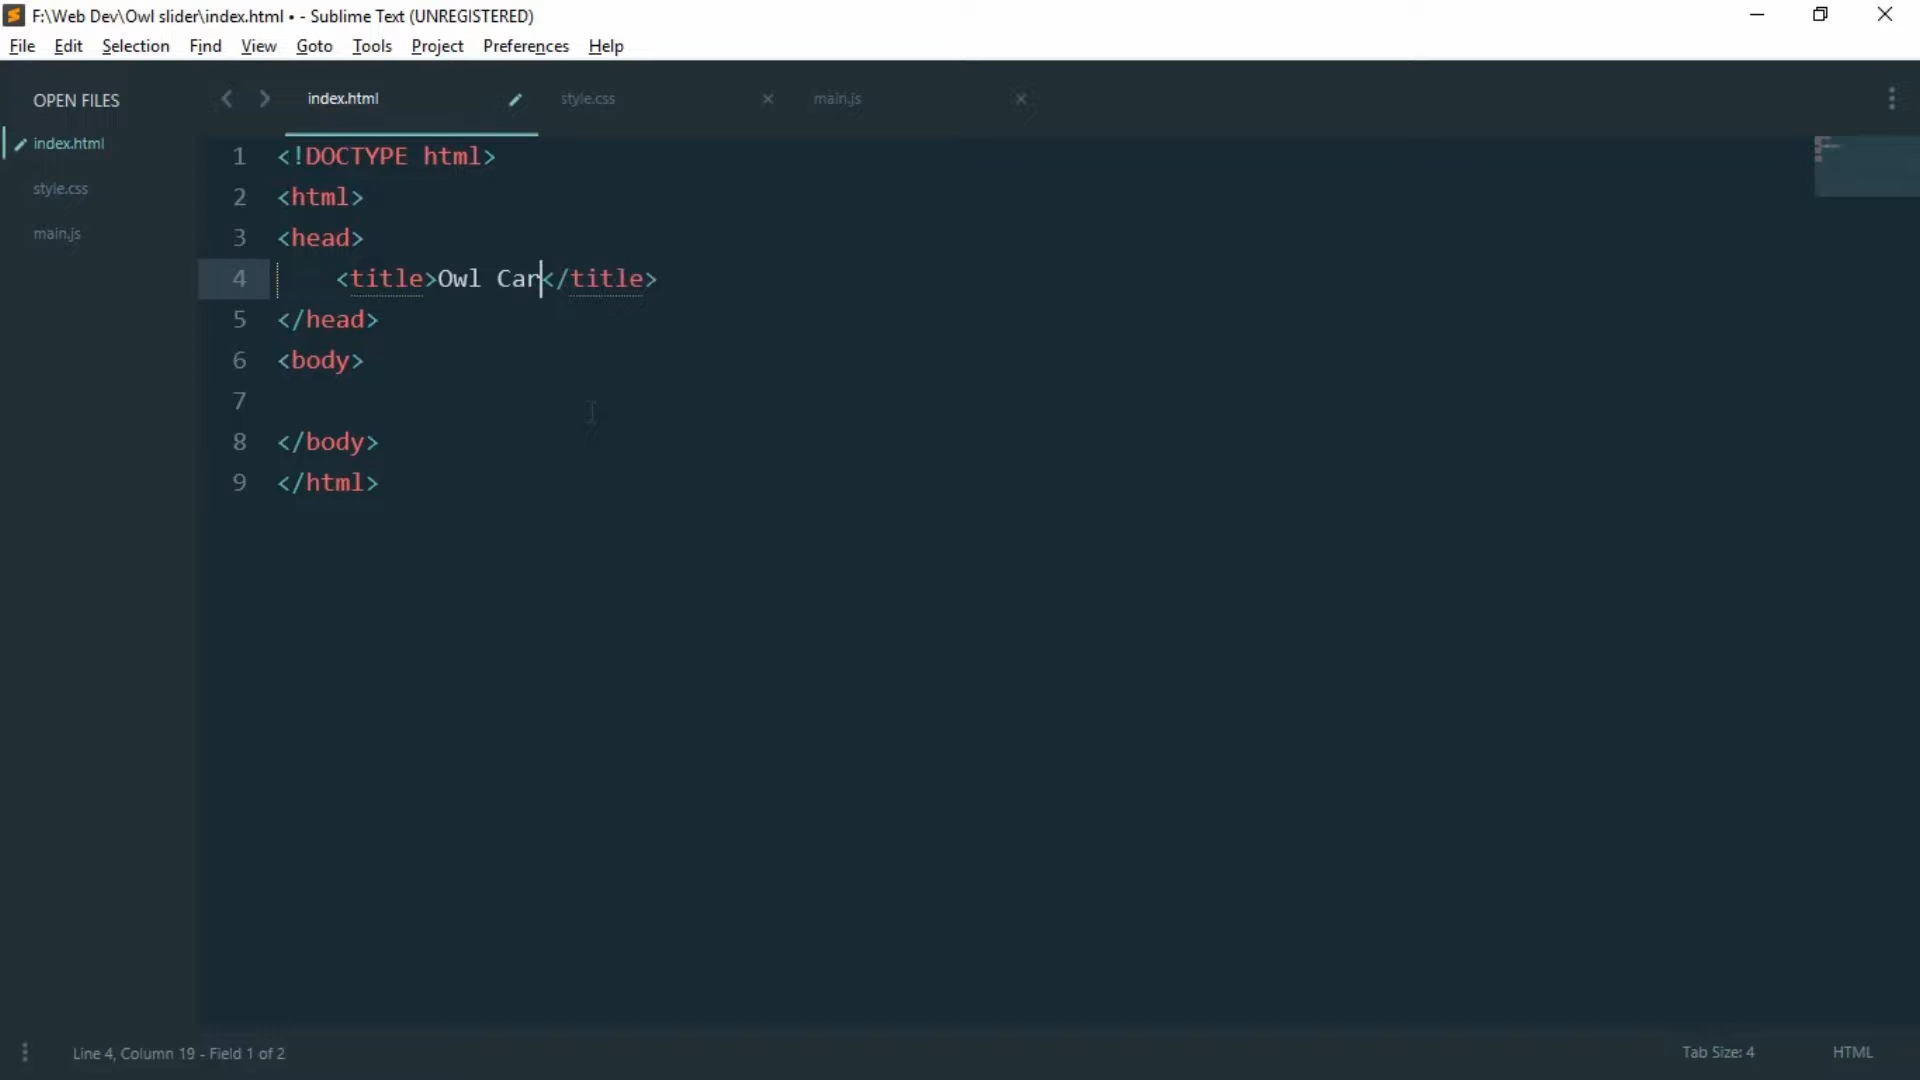 F:\Web Dev\Owl slider\index.html • - Sublime Text (UNREGISTERED)
File Edit Selection Find View Goto Tools Project Preferences Help
OPEN FILES
index.html
style.css
main.js
index.html style.css main.js
1 <!DOCTYPE html>
2 <html>
3 <head>
4     <title>Owl Car</title>
5 </head>
6 <body>
7
8 </body>
9 </html>
Line 4, Column 19 - Field 1 of 2
Tab Size: 4 HTML